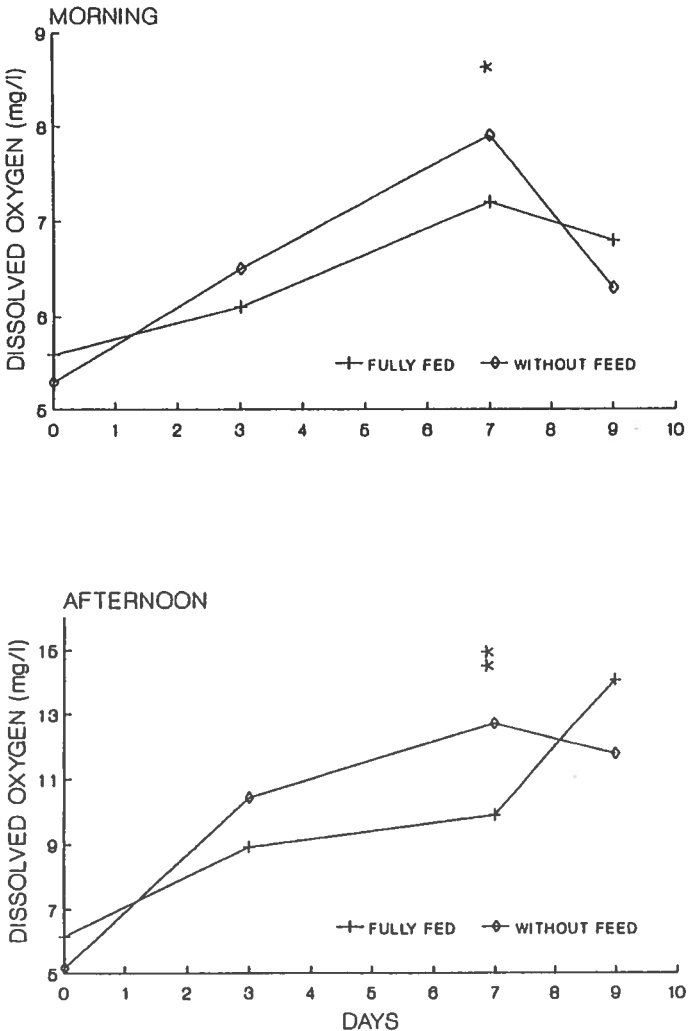 MORNING
DISSOLVED OXYGEN (mg/l)
9
8
7
6
5
FULLY FED WITHOUT FEED
0 1 2 3 4 5 6 7 8 9 10
*
AFTERNOON
DISSOLVED OXYGEN (mg/l)
15
13
11
9
7
5
*
*
FULLY FED WITHOUT FEED
0 1 2 3 4 5 6 7 8 9 10
DAYS